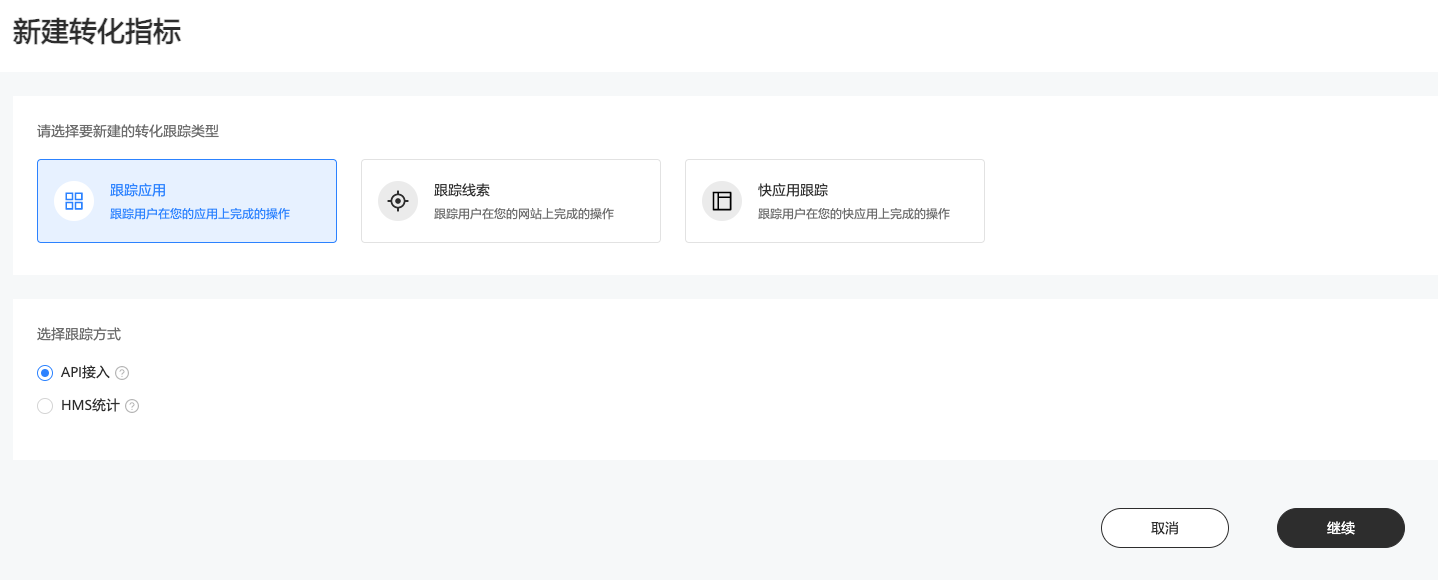 新建转化指标
请选择要新建的转化跟踪类型
跟踪应用
跟踪用户在您的应用上完成的操作
跟踪线索
跟踪用户在您的网站上完成的操作
快应用跟踪
跟踪用户在您的快应用上完成的操作
选择跟踪方式
API接入 ?
HMS统计 ?
取消
继续